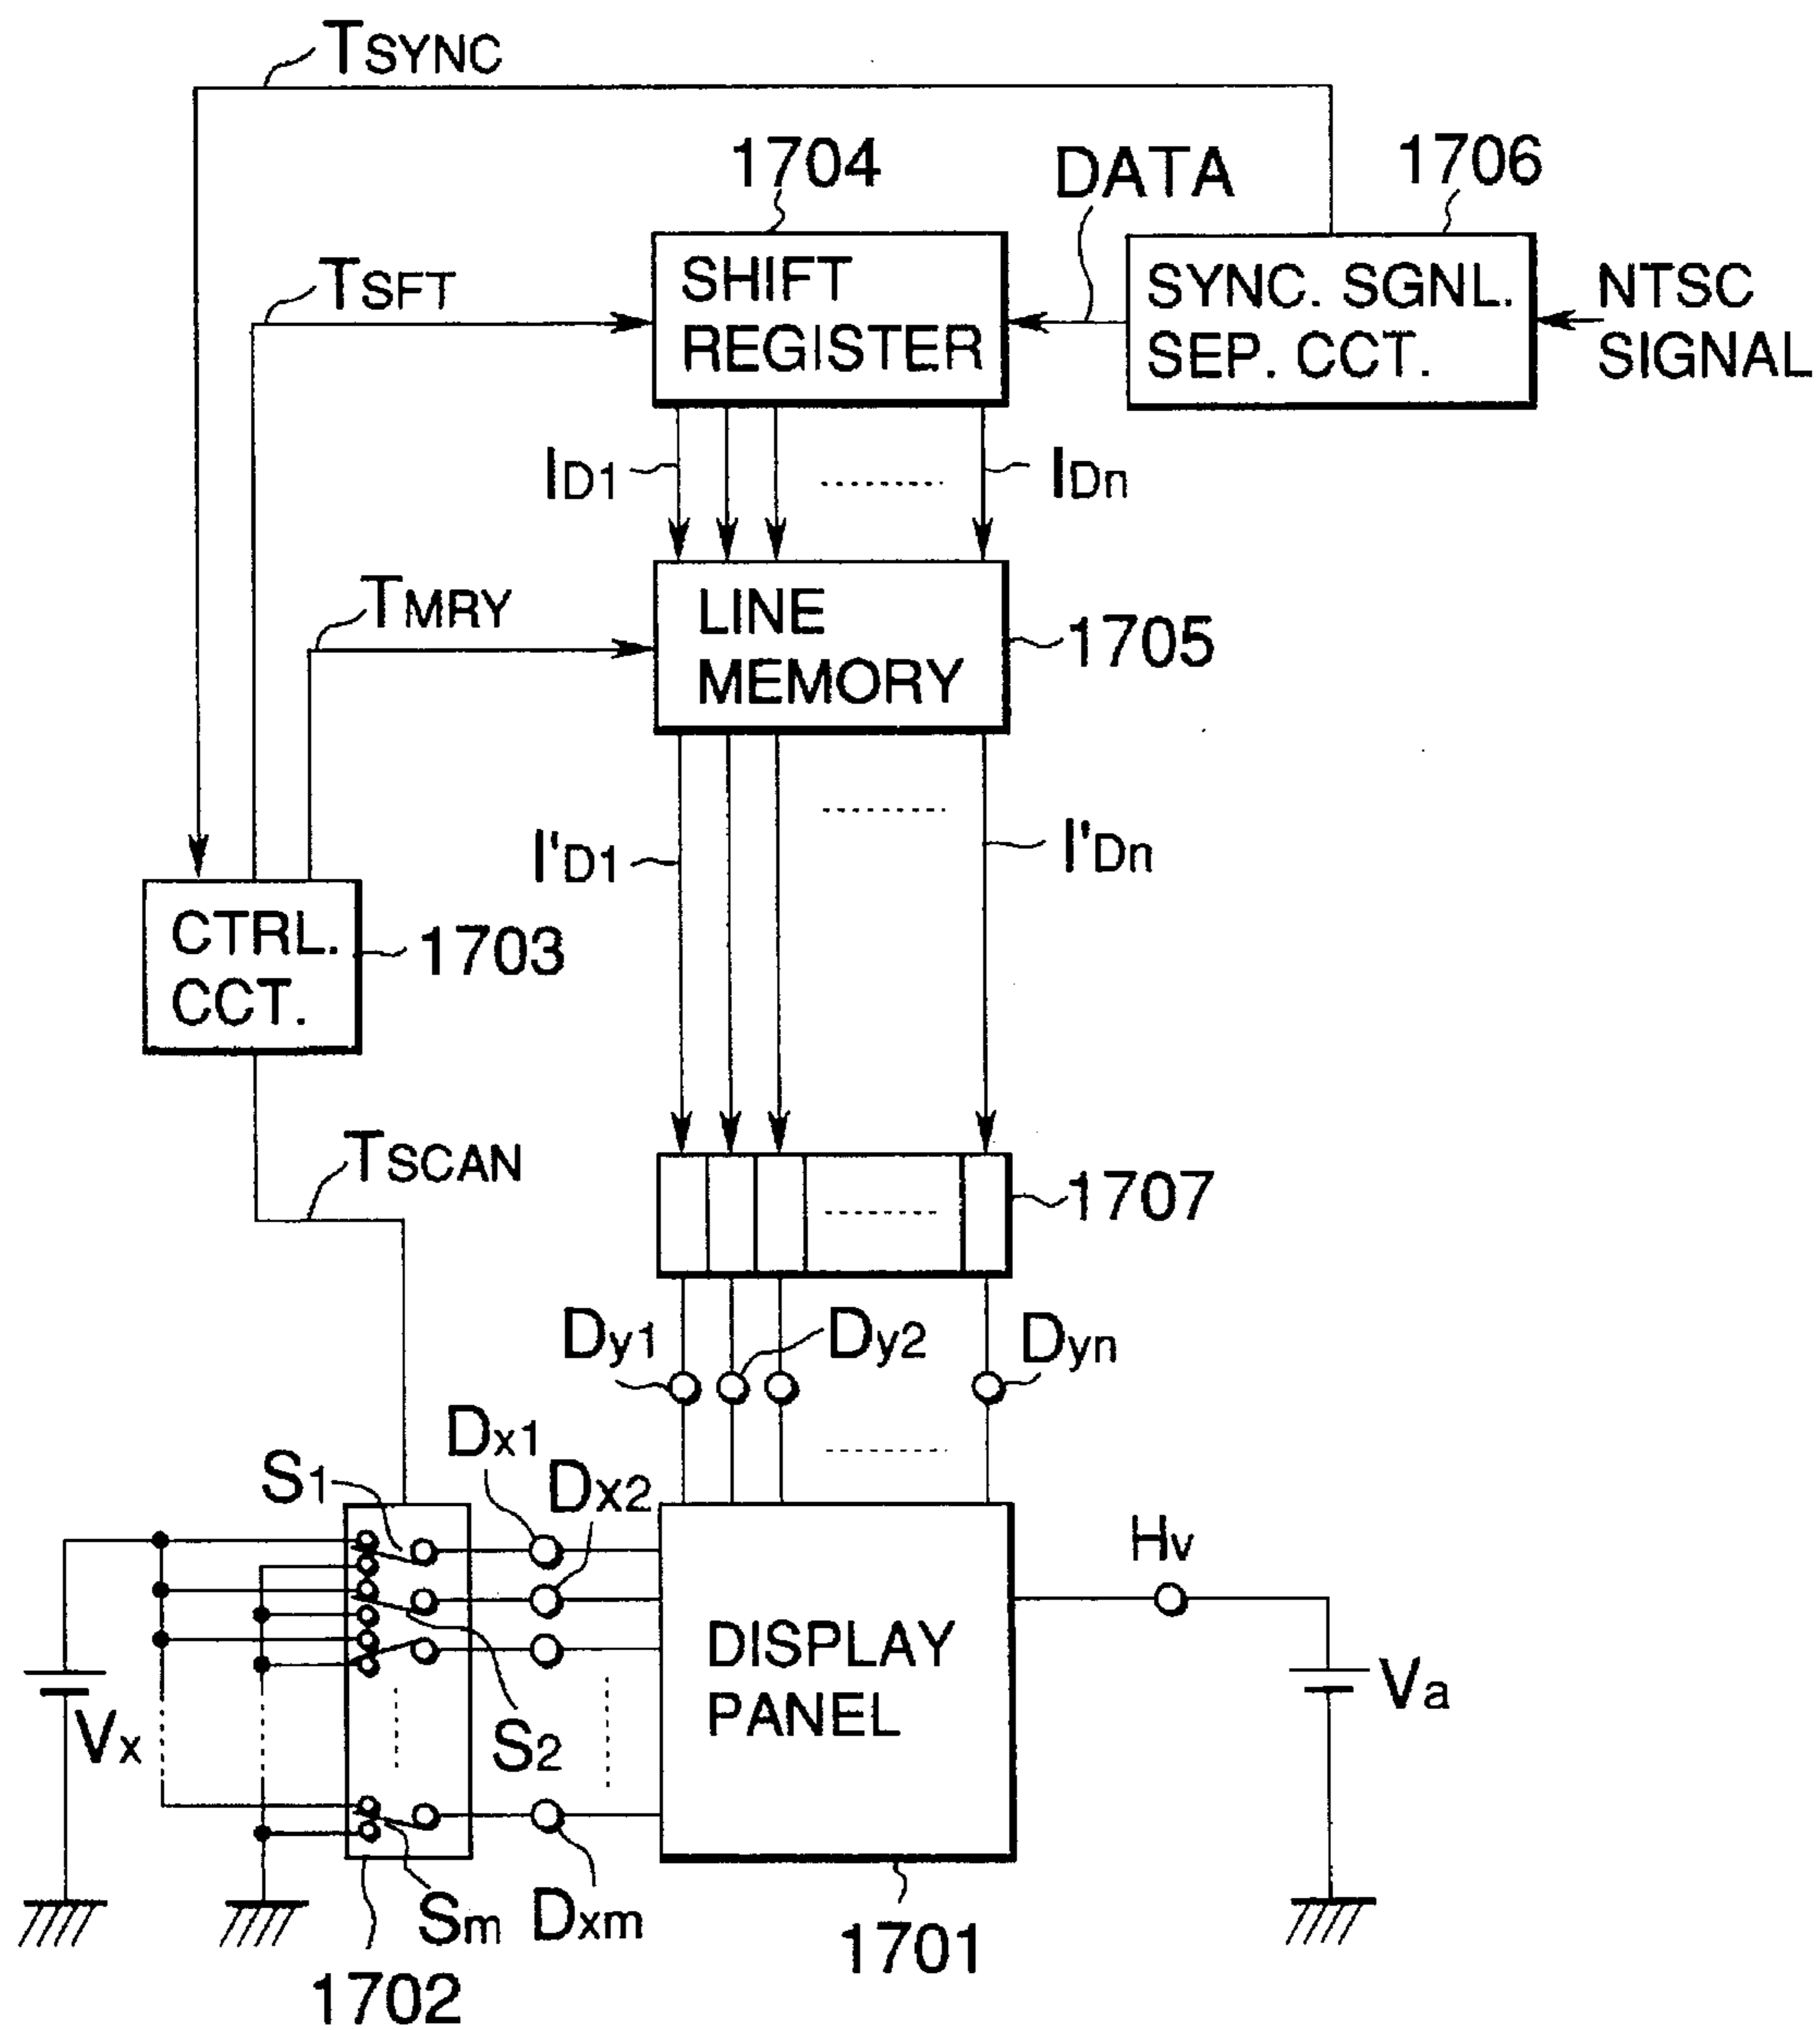 TSYNC
1704
DATA
1706
TSFT
SHIFT
REGISTER
SYNC. SGNL.
SEP. CCT.
NTSC
SIGNAL
ID1
IDn
TMRY
LINE
MEMORY
1705
I'D1
I'Dn
CTRL.
CCT.
1703
TSCAN
1707
Dy1
Dy2
Dyn
Dx1
S1
Dx2
Hv
DISPLAY
PANEL
Va
Vx
S2
Sm
Dxm
1701
1702